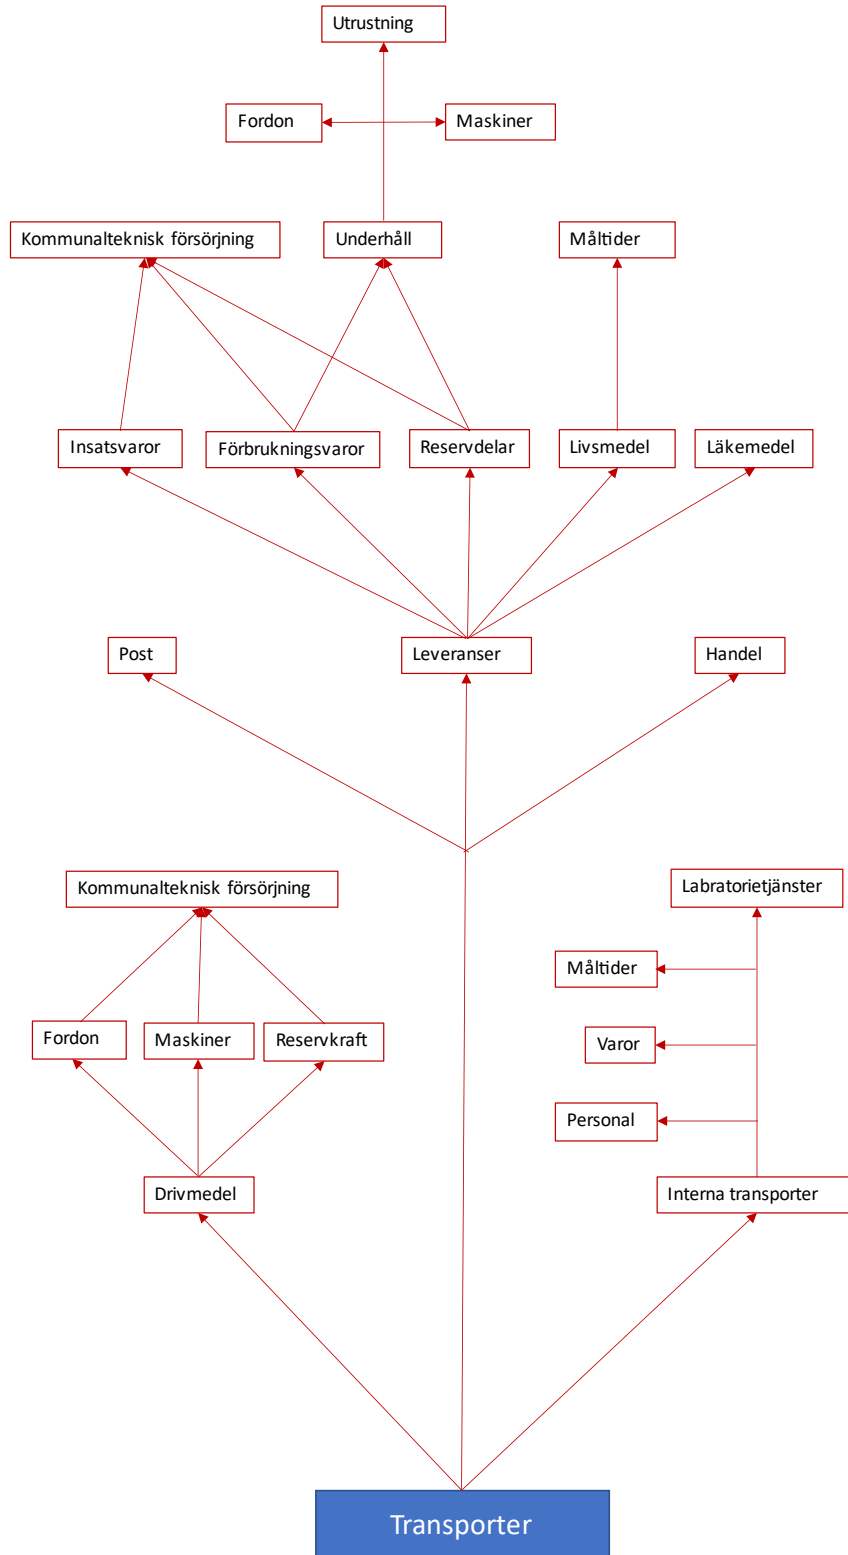 Utrustning
Fordon
Maskiner
Kommunalteknisk försörjning
Underhåll
Måltider
Insatsvaror
Förbrukningsvaror
Reservdelar
Livsmedel
Läkemedel
Post
Leveranser
Handel
Kommunalteknisk försörjning
Labratorietjänster
Måltider
Fordon
Maskiner
Reservkraft
Varor
Personal
Drivmedel
Interna transporter
Transporter